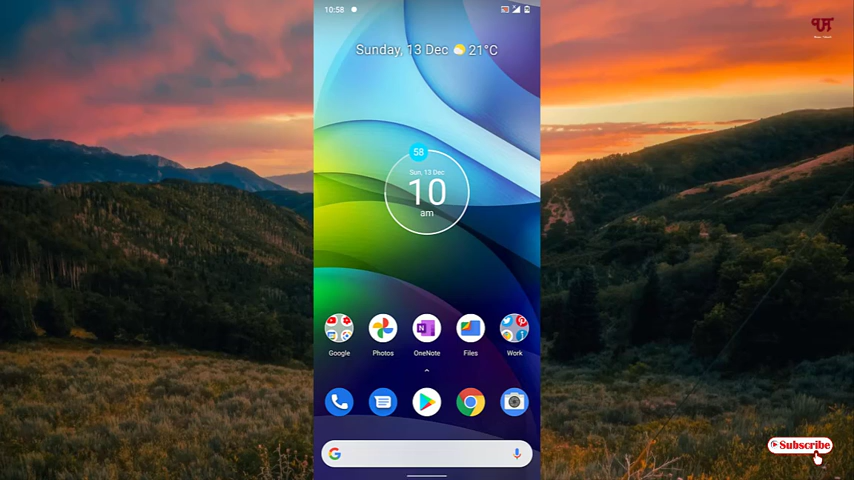 10:58
Sunday, 13 Dec 21°C
58
Sun, 13 Dec
10
am
Google
Photos
OneNote
Files
Work
Subscribe